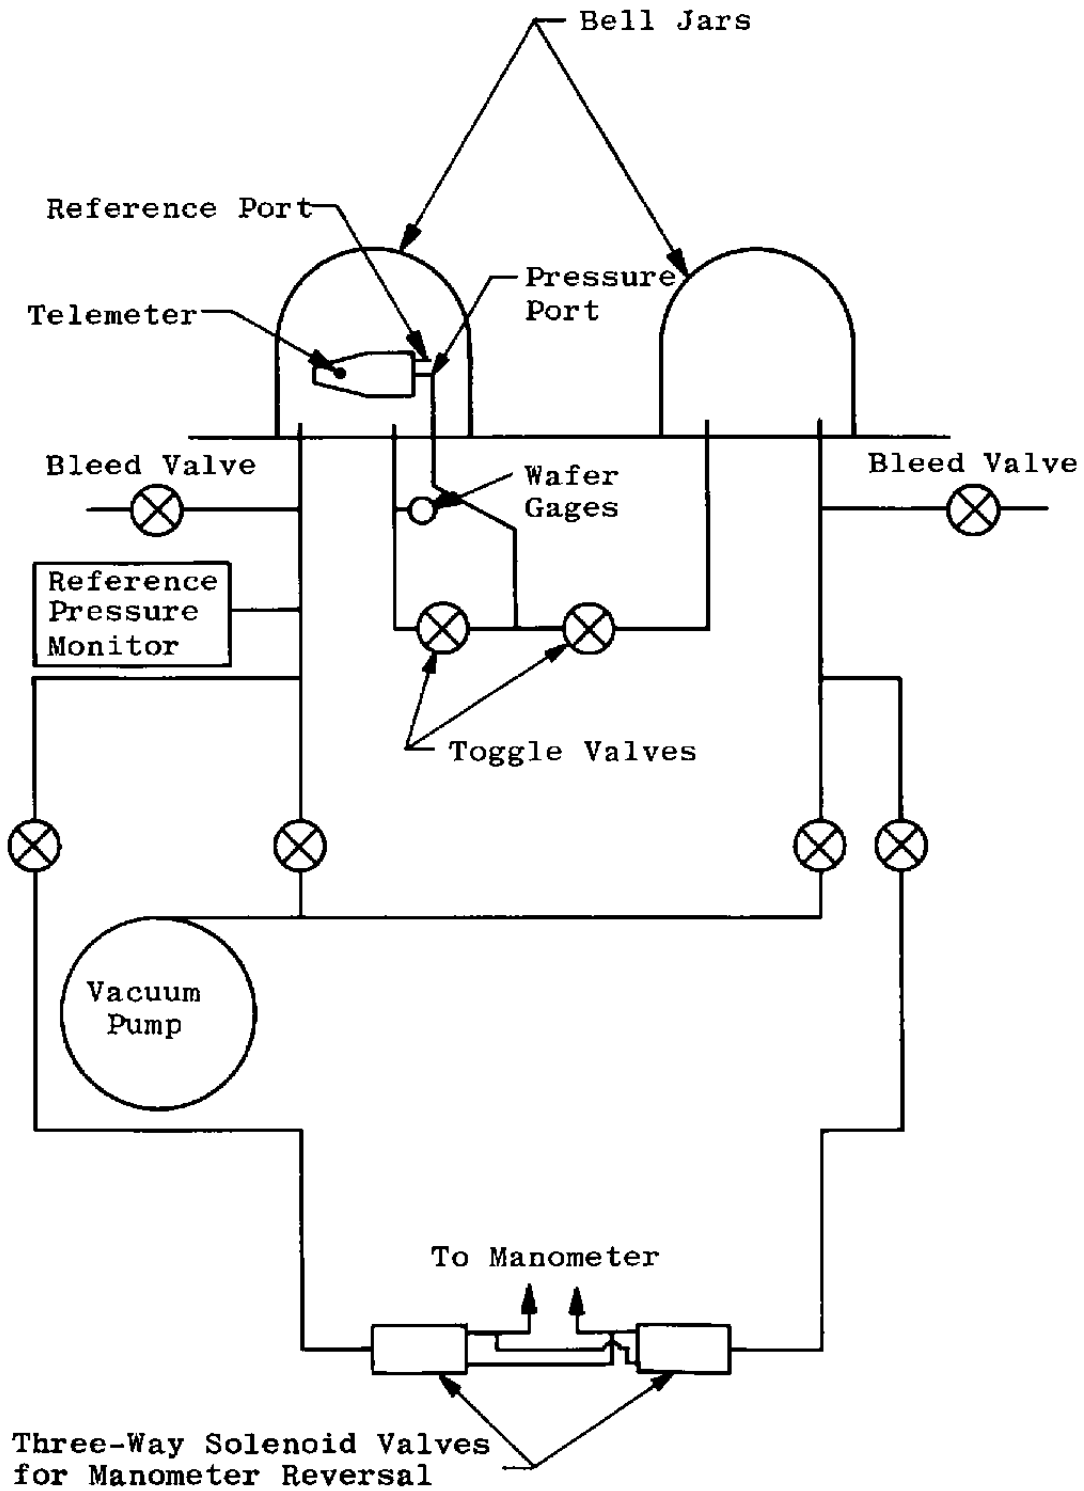 Bell Jars
Reference Port
Pressure
Port
Telemeter
Bleed Valve
Bleed Valve
Wafer
Gages
Reference
Pressure
Monitor
Toggle Valves
Vacuum
Pump
To Manometer
Three-Way Solenoid Valves
for Manometer Reversal